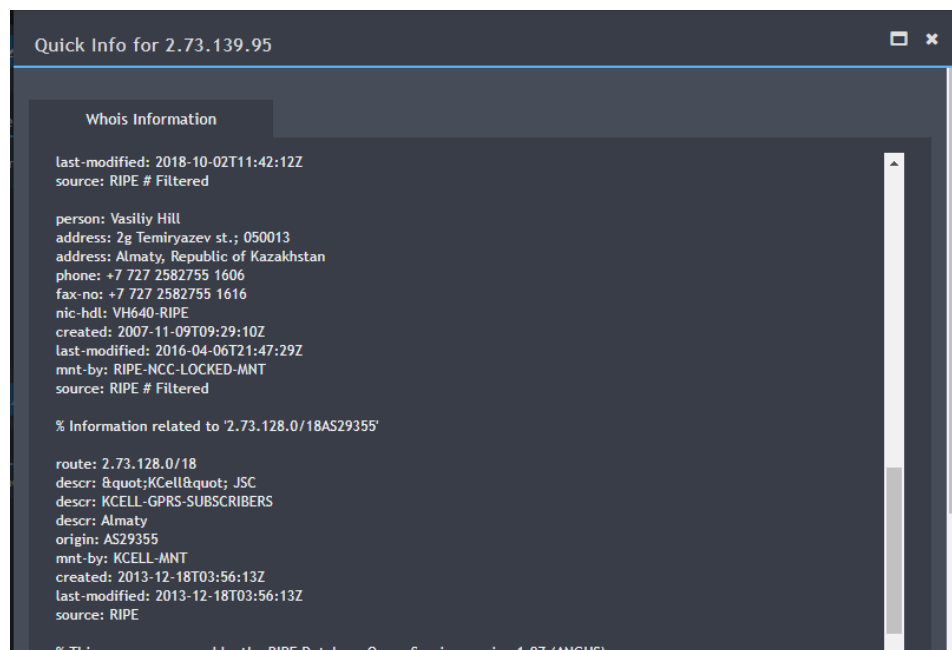 Quick Info for 2.73.139.95
Whois Information
last-modified: 2018-10-02T11:42:12Z
source: RIPE # Filtered
person: Vasiliy Hill
address: 2g Temiryazev st.; 050013
address: Almaty, Republic of Kazakhstan
phone: +7 727 2582755 1606
fax-no: +7 727 2582755 1616
nic-hdl: VH640-RIPE
created: 2007-11-09T09:29:10Z
last-modified: 2016-04-06T21:47:29Z
mnt-by: RIPE-NCC-LOCKED-MNT
source: RIPE # Filtered
% Information related to '2.73.128.0/18AS29355'
route: 2.73.128.0/18
descr: &quot;KCell&quot; JSC
descr: KCELL-GPRS-SUBSCRIBERS
descr: Almaty
origin: AS29355
mnt-by: KCELL-MNT
created: 2013-12-18T03:56:13Z
last-modified: 2013-12-18T03:56:13Z
source: RIPE